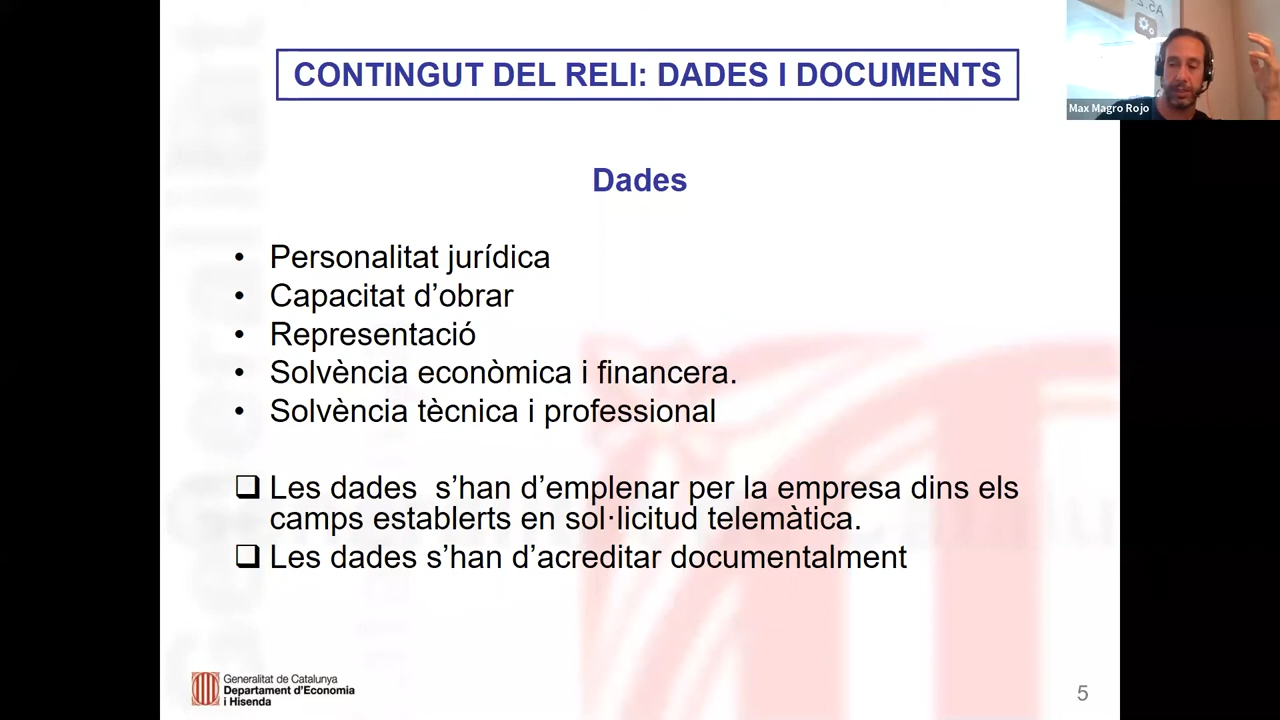 CONTINGUT DEL RELI: DADES I DOCUMENTS
Max Magro Rojo
Dades
• Personalitat jurídica
• Capacitat d’obrar
• Representació
• Solvència econòmica i financera.
• Solvència tècnica i professional
❑ Les dades s’han d’emplenar per la empresa dins els
camps establerts en sol·licitud telemàtica.
❑ Les dades s’han d’acreditar documentalment
Generalitat de Catalunya
Departament d’Economia
i Hisenda
5